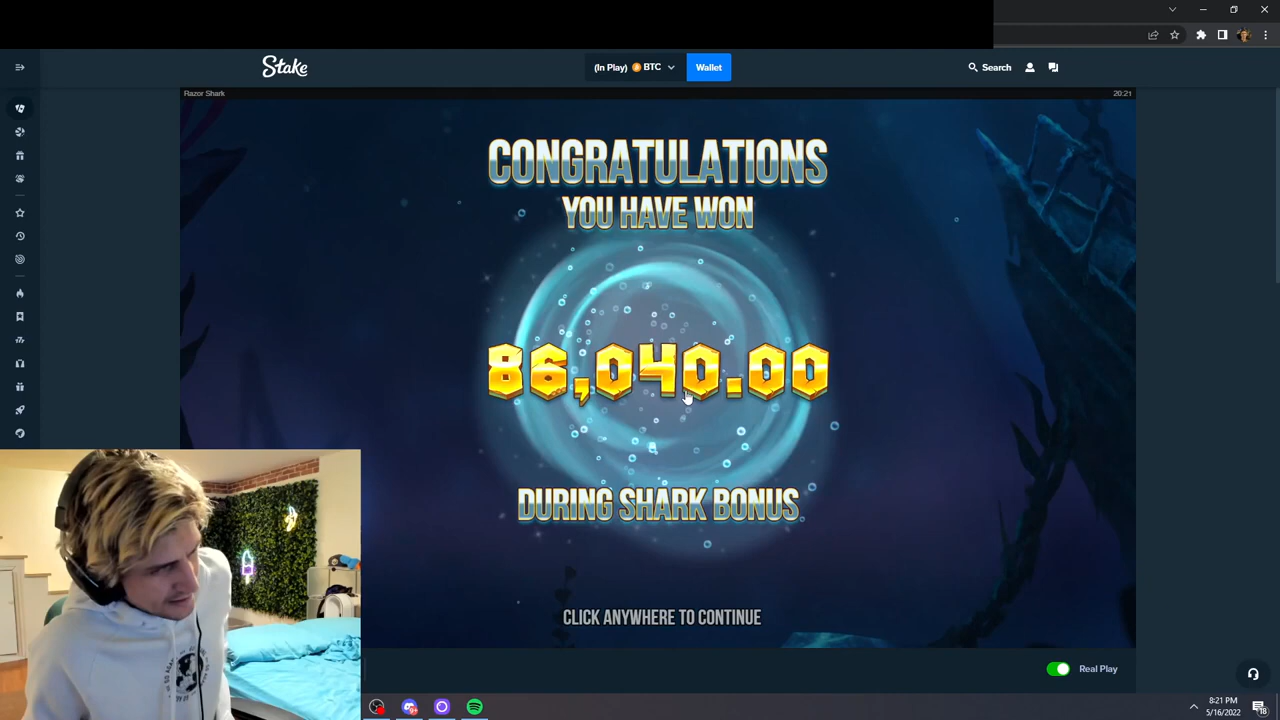 Stake
(In Play) BTC
Wallet
Search
Razor Shark
20:21
CONGRATULATIONS
YOU HAVE WON
86,040.00
DURING SHARK BONUS
CLICK ANYWHERE TO CONTINUE
Real Play
8:21 PM
5/16/2022
18